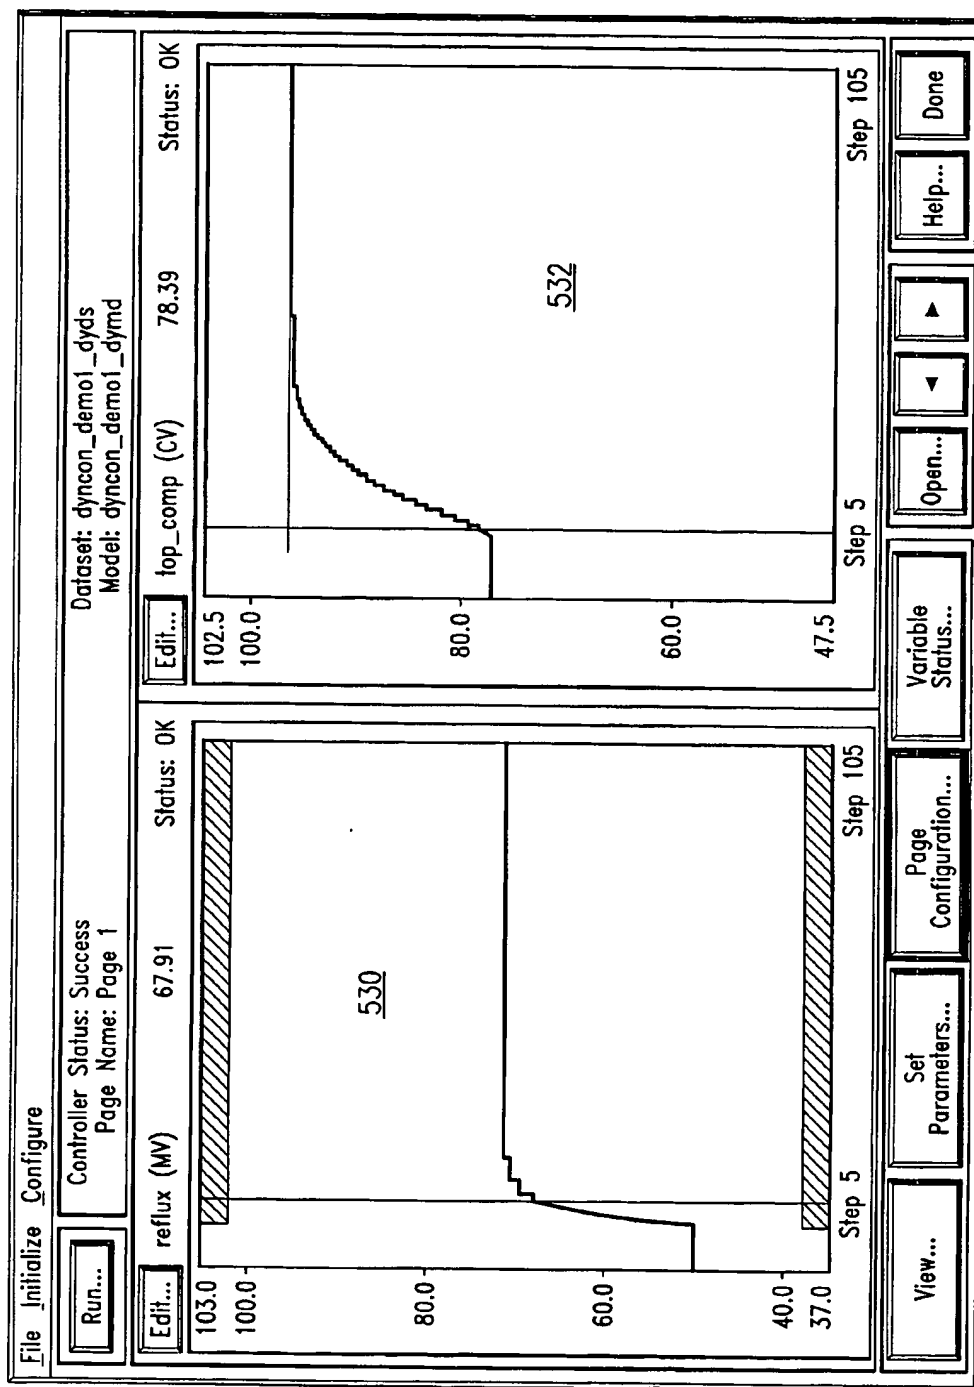 File Initialize Configure
Run...
Controller Status: Success
Page Name: Page 1
Dataset: dyncon_demo1_dyds
Model: dyncon_demo1_dymd
Edit... reflux (MV) 67.91 Status: OK
103.0
100.0
80.0
60.0
40.0
37.0
530
Step 5 Step 105
Edit... top_comp (CV) 78.39 Status: OK
102.5
100.0
80.0
60.0
47.5
532
Step 5 Step 105
View...
Set
Parameters...
Page
Configuration...
Variable
Status...
Open...
Help...
Done